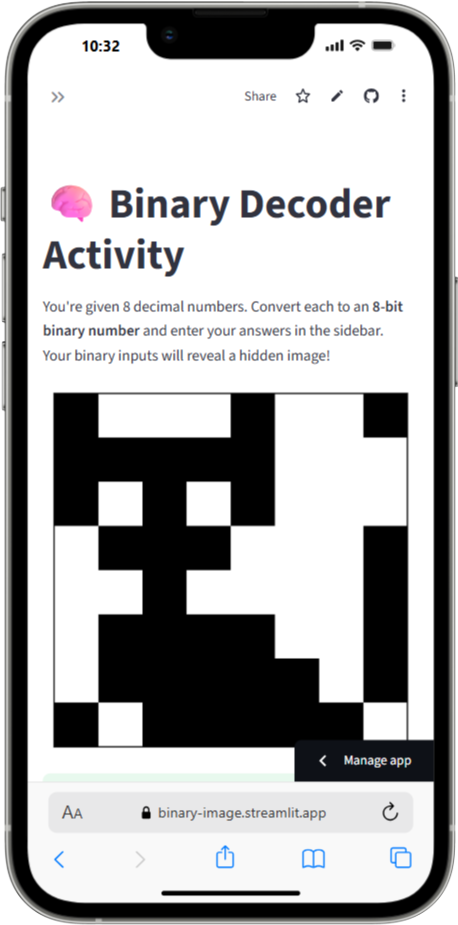 10:32
Share
Binary Decoder
Activity
You're given 8 decimal numbers. Convert each to an 8-bit
binary number and enter your answers in the sidebar.
Your binary inputs will reveal a hidden image!
Manage app
AA
binary-image.streamlit.app